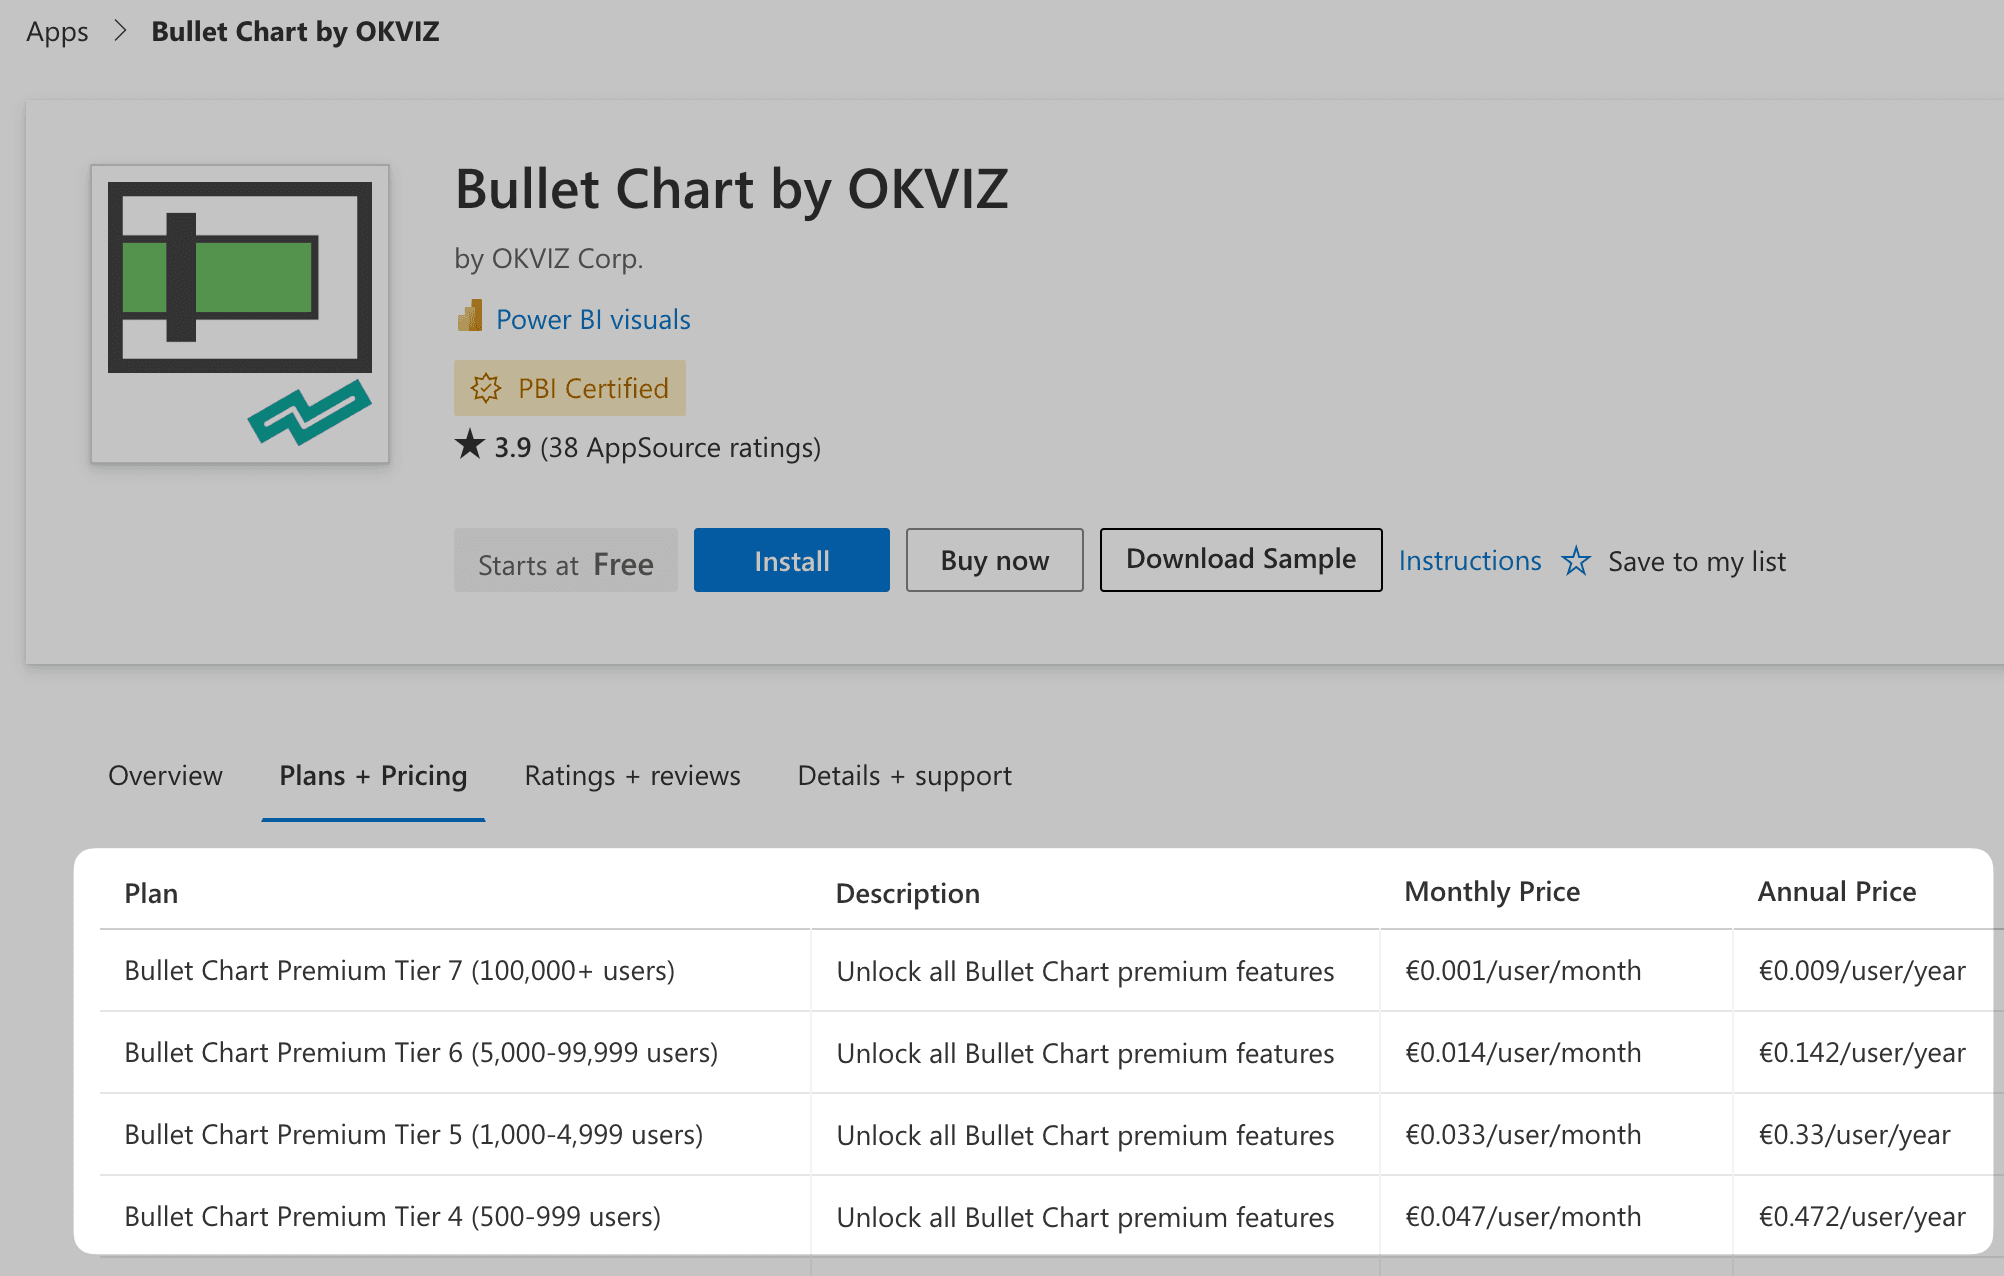 Apps > Bullet Chart by OKVIZ
Bullet Chart by OKVIZ
by OKVIZ Corp.
Power BI visuals
PBI Certified
3.9 (38 AppSource ratings)
Starts at Free Install Buy now Download Sample Instructions Save to my list
Overview Plans + Pricing Ratings + reviews Details + support
Plan Description Monthly Price Annual Price
Bullet Chart Premium Tier 7 (100,000+ users) Unlock all Bullet Chart premium features €0.001/user/month €0.009/user/year
Bullet Chart Premium Tier 6 (5,000-99,999 users) Unlock all Bullet Chart premium features €0.014/user/month €0.142/user/year
Bullet Chart Premium Tier 5 (1,000-4,999 users) Unlock all Bullet Chart premium features €0.033/user/month €0.33/user/year
Bullet Chart Premium Tier 4 (500-999 users) Unlock all Bullet Chart premium features €0.047/user/month €0.472/user/year